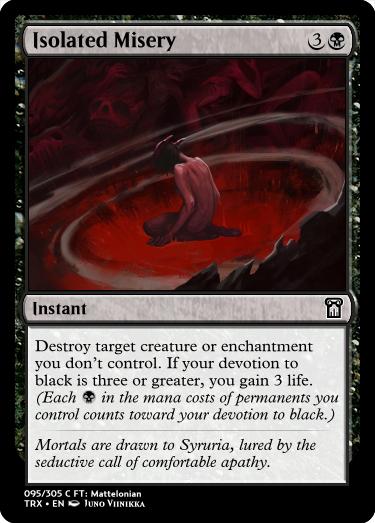 Isolated Misery 3
Instant
Destroy target creature or enchantment
you don't control. If your devotion to
black is three or greater, you gain 3 life.
(Each in the mana costs of permanents you
control counts toward your devotion to black.)
Mortals are drawn to Syruria, lured by the
seductive call of comfortable apathy.
095/305 C FT: Mattelonian
TRX • EN Juno Viinikka